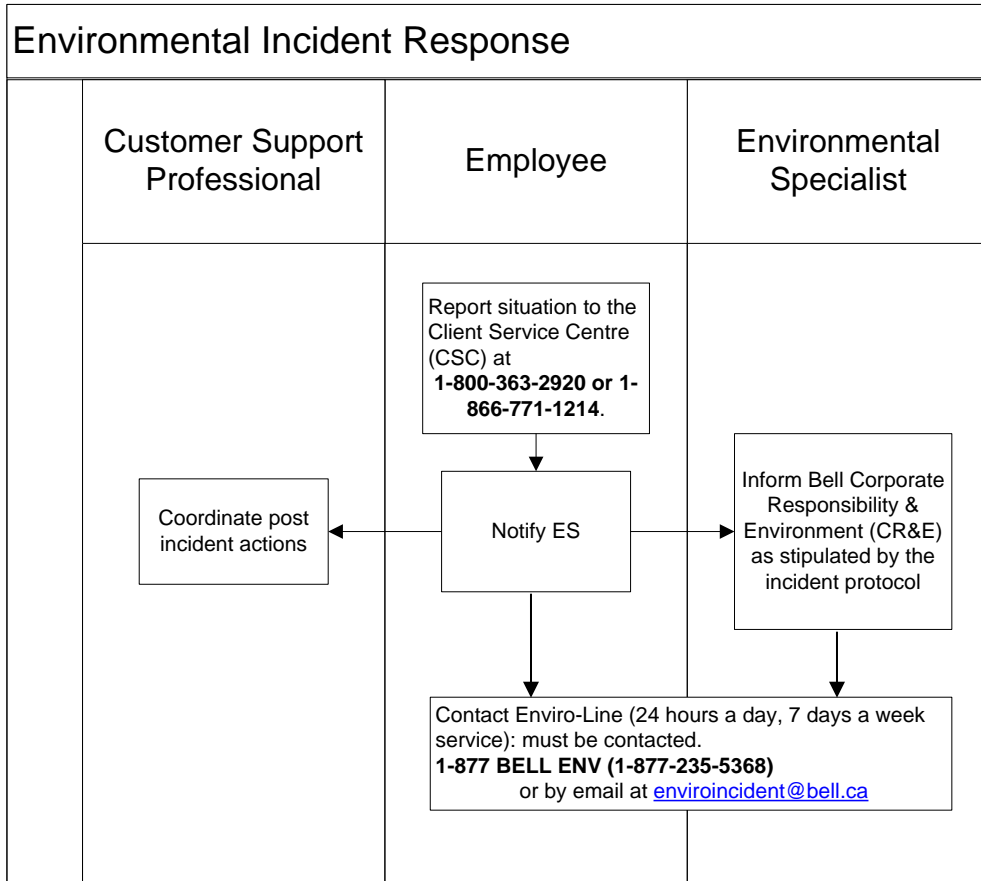 Environmental Incident Response
Customer Support
Professional
Employee
Environmental
Specialist
Report situation to the
Client Service Centre
(CSC) at
1-800-363-2920 or 1-
866-771-1214.
Coordinate post
incident actions
Notify ES
Inform Bell Corporate
Responsibility &
Environment (CR&E)
as stipulated by the
incident protocol
Contact Enviro-Line (24 hours a day, 7 days a week
service): must be contacted.
1-877 BELL ENV (1-877-235-5368)
or by email at enviroincident@bell.ca